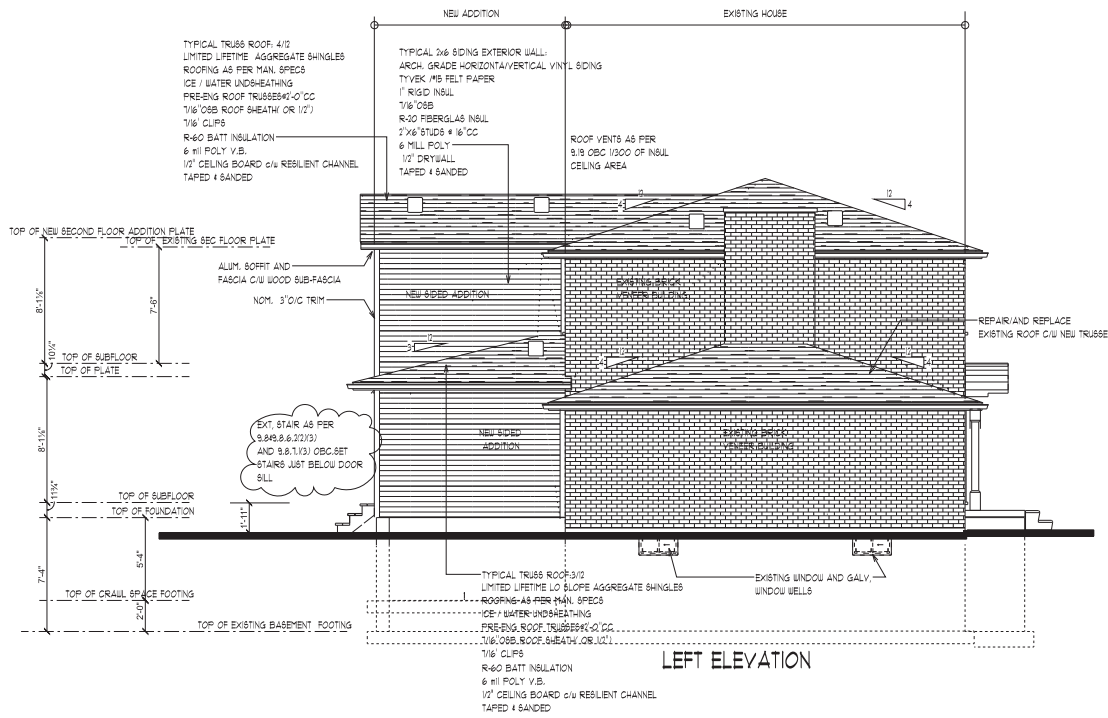 NEW ADDITION
EXISTING HOUSE
TYPICAL TRUSS ROOF: 4/12
LIMITED LIFETIME AGGREGATE SHINGLES
ROOFING AS PER MAN. SPECS
ICE / WATER UNDSHEATHING
PRE-ENG ROOF TRUSSES@2'-0"CC
7/16"OSB ROOF SHEATH( OR 1/2")
7/16' CLIPS
R-60 BATT INSULATION
6 mil POLY V.B.
1/2" CEILING BOARD c/w RESILIENT CHANNEL
TAPED & SANDED
TYPICAL 2x6 SIDING EXTERIOR WALL:
ARCH. GRADE HORIZONTA/VERTICAL VINYL SIDING
TYVEK /#15 FELT PAPER
1" RIGID INSUL
7/16"OSB
R-20 FIBERGLAS INSUL
2"X6"STUDS @ 16"CC
6 MILL POLY
1/2" DRYWALL
TAPED & SANDED
ROOF VENTS AS PER
9.19 OBC 1/300 OF INSUL
CEILING AREA
12
4
12
4
TOP OF NEW SECOND FLOOR ADDITION PLATE
TOP OF EXISTING SEC FLOOR PLATE
ALUM. SOFFIT AND
FASCIA C/W WOOD SUB-FASCIA
NOM. 3"O/C TRIM
NEW SIDED ADDITION
EXISTING BRICK
VENEER BUILDING
8'-1⅛"
7'-6"
REPAIR/AND REPLACE
EXISTING ROOF C/W NEW TRUSSE
12
3
12
4
12
4
10¼"
TOP OF SUBFLOOR
TOP OF PLATE
8'-1⅛"
EXT. STAIR AS PER
9.8#9.8.6.2(2)(3)
AND 9.8.7.1(3) OBC.SET
STAIRS JUST BELOW DOOR
SILL
NEW SIDED
ADDITION
EXISTING BRICK
VENEER BUILDING
11¾"
TOP OF SUBFLOOR
TOP OF FOUNDATION
1'-11"
7'-4"
5'-4"
2'-0"
TOP OF CRAWL SPACE FOOTING
TOP OF EXISTING BASEMENT FOOTING
EXISTING WINDOW AND GALV.
WINDOW WELLS
TYPICAL TRUSS ROOF:3/12
LIMITED LIFETIME LO SLOPE AGGREGATE SHINGLES
ROOFING AS PER MAN. SPECS
ICE / WATER UNDSHEATHING
PRE-ENG ROOF TRUSSES@2'-0"CC
7/16"OSB ROOF SHEATH( OR 1/2")
7/16' CLIPS
R-60 BATT INSULATION
6 mil POLY V.B.
1/2" CEILING BOARD c/w RESILIENT CHANNEL
TAPED & SANDED
LEFT ELEVATION